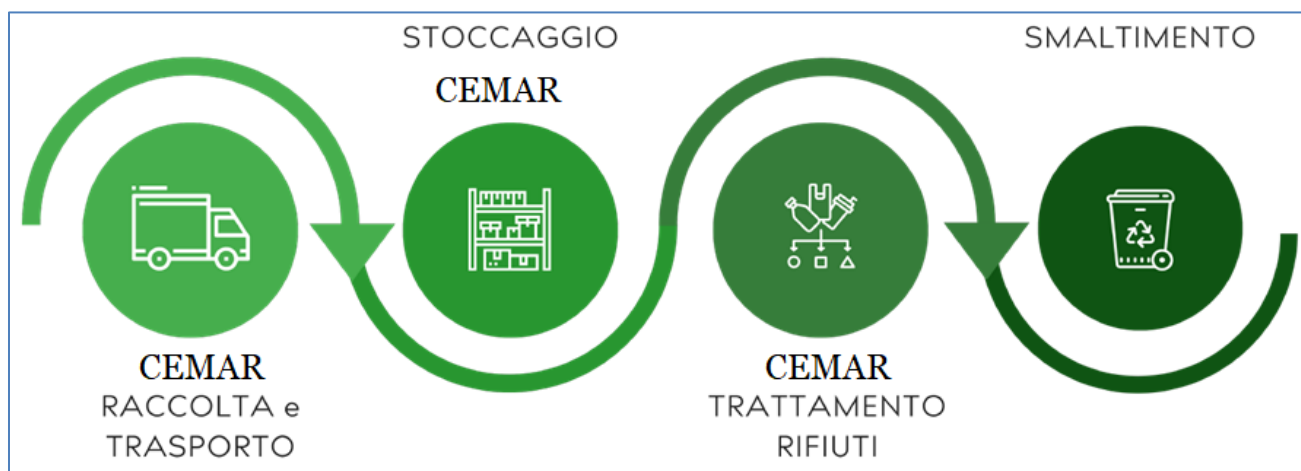 CEMAR
RACCOLTA e
TRASPORTO
STOCCAGGIO
CEMAR
CEMAR
TRATTAMENTO
RIFIUTI
SMALTIMENTO